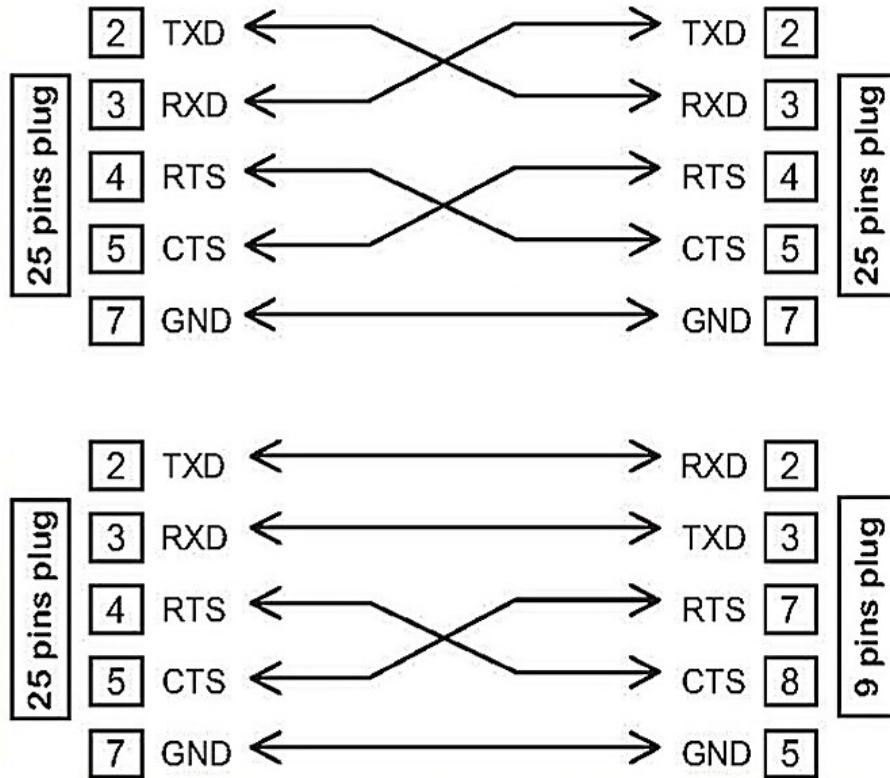 2 TXD TXD 2
3 RXD RXD 3
4 RTS RTS 4
5 CTS CTS 5
7 GND GND 7
25 pins plug
25 pins plug
2 TXD RXD 2
3 RXD TXD 3
4 RTS RTS 7
5 CTS CTS 8
7 GND GND 5
25 pins plug
9 pins plug